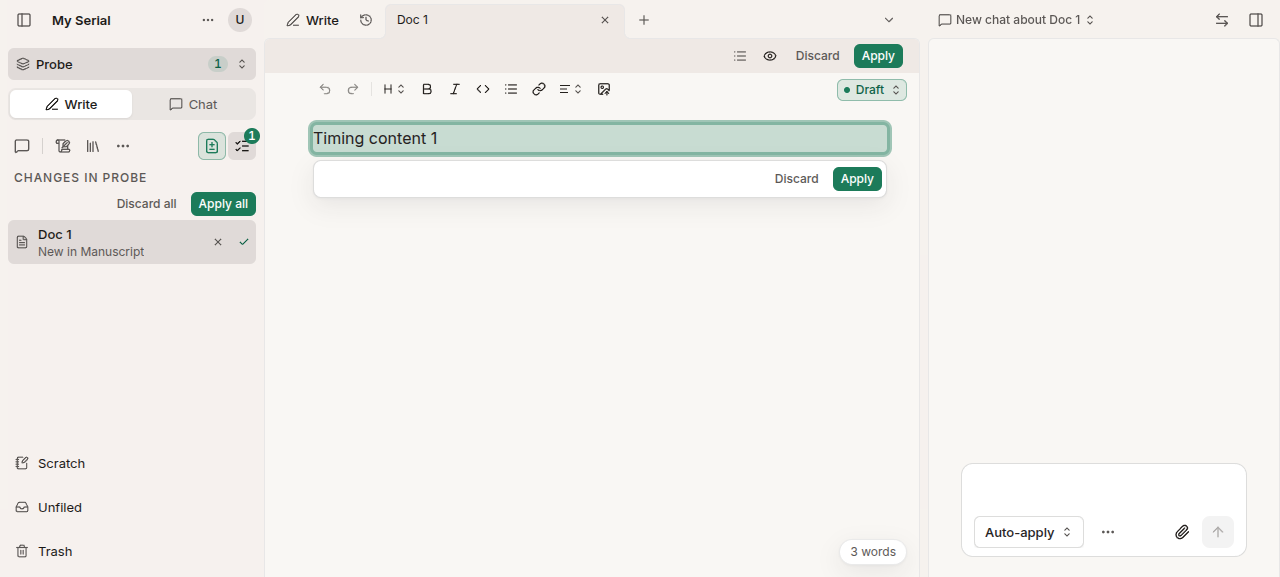 My Serial
U
Probe
1
Write
Chat
1
CHANGES IN PROBE
Discard all
Apply all
Doc 1
New in Manuscript
Scratch
Unfiled
Trash
Write
Doc 1
Discard
Apply
H
B
I
Draft
Timing content 1
Discard
Apply
3 words
New chat about Doc 1
Auto-apply